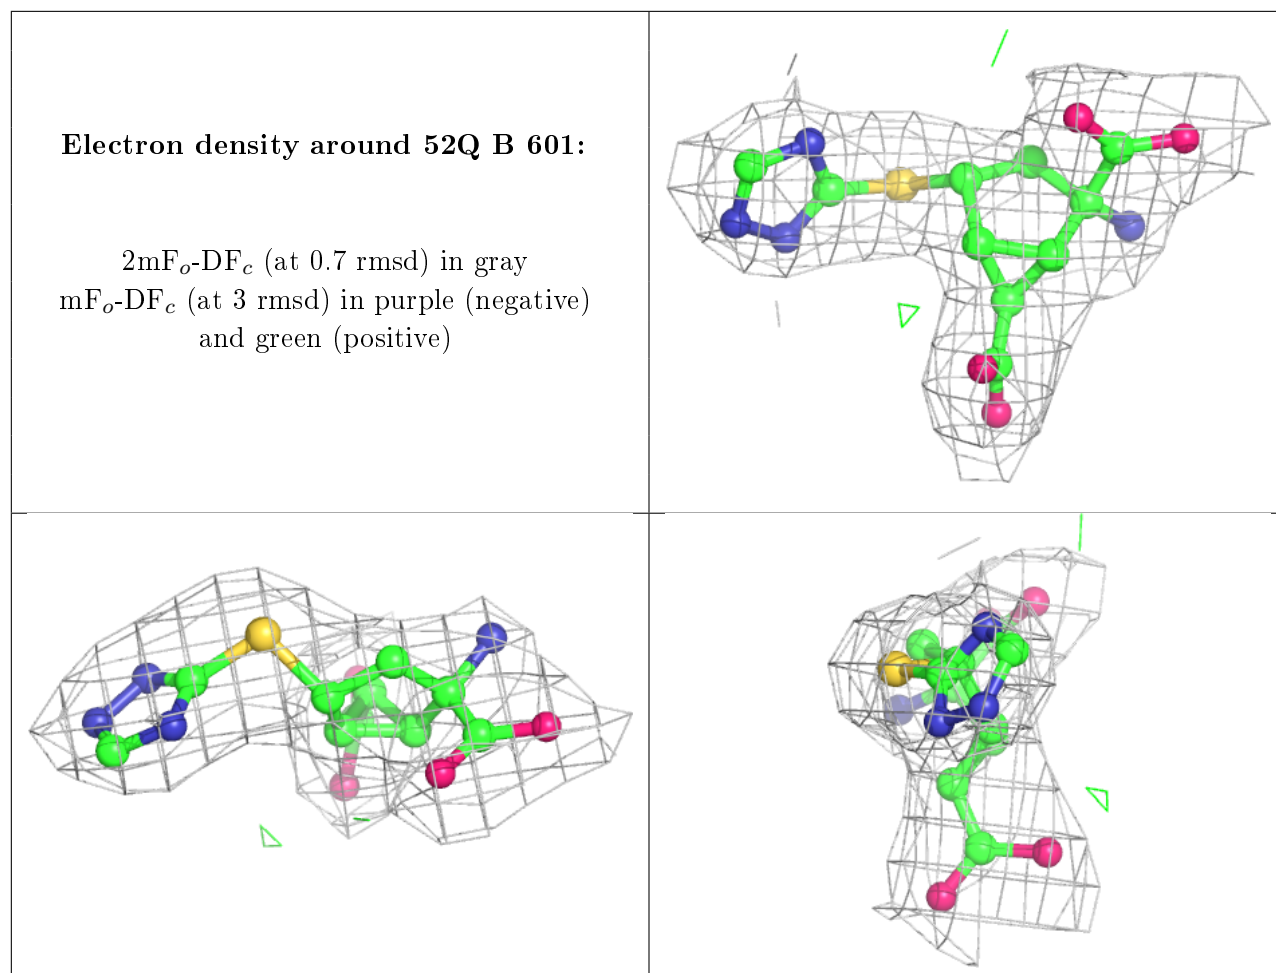 Electron density around 52Q B 601:
2mFo-DFc (at 0.7 rmsd) in gray
mFo-DFc (at 3 rmsd) in purple (negative)
and green (positive)